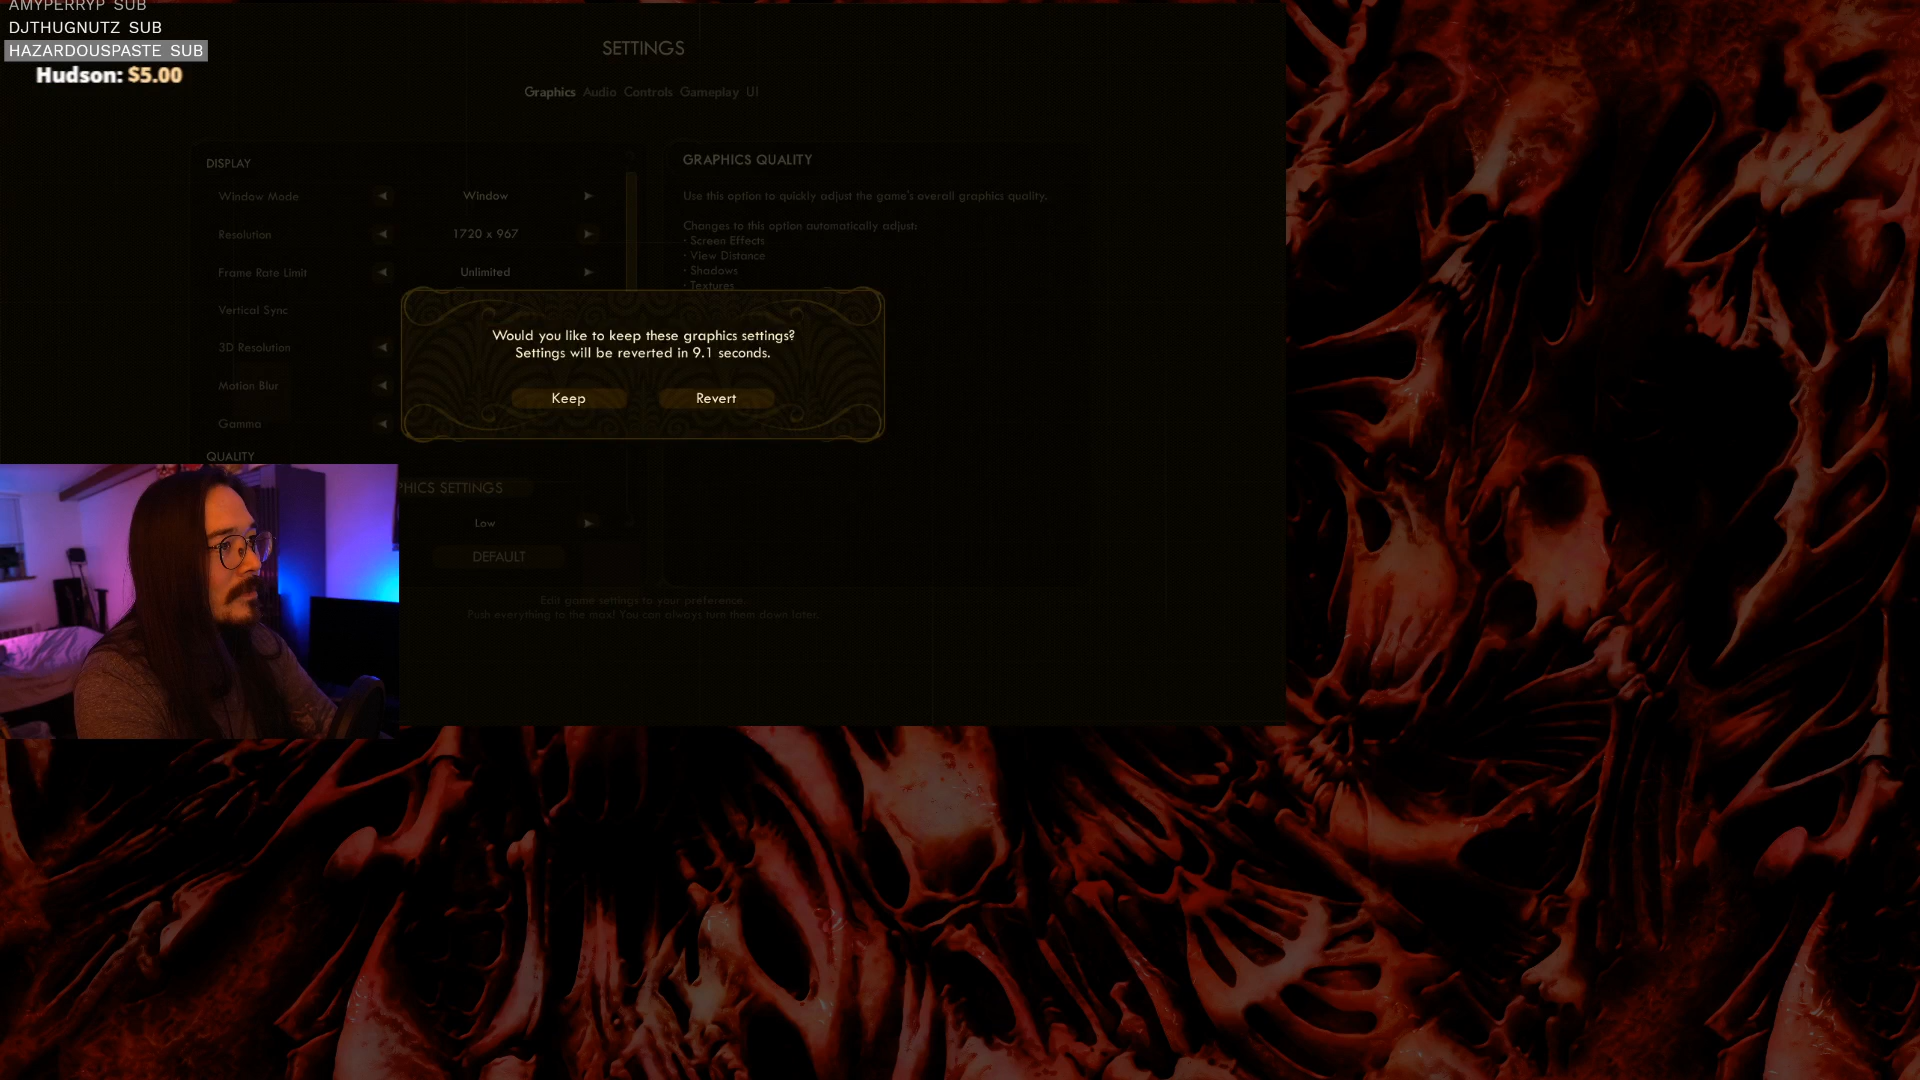 AMYPERRYP SUB
DJTHUGNUTZ SUB
HAZARDOUSPASTE SUB
Hudson: $5.00
SETTINGS
Graphics Audio Controls Gameplay UI
DISPLAY
Window Mode Window
Resolution 1720 x 967
Frame Rate Limit Unlimited
Vertical Sync
3D Resolution
Motion Blur
Gamma
QUALITY
PHICS SETTINGS
Low
DEFAULT
GRAPHICS QUALITY
Use this option to quickly adjust the game's overall graphics quality.
Changes to this option automatically adjust:
· Screen Effects
· View Distance
· Shadows
· Textures
Would you like to keep these graphics settings?
Settings will be reverted in 9.1 seconds.
Keep Revert
Edit game settings to your preference.
Push everything to the max! You can always turn them down later.